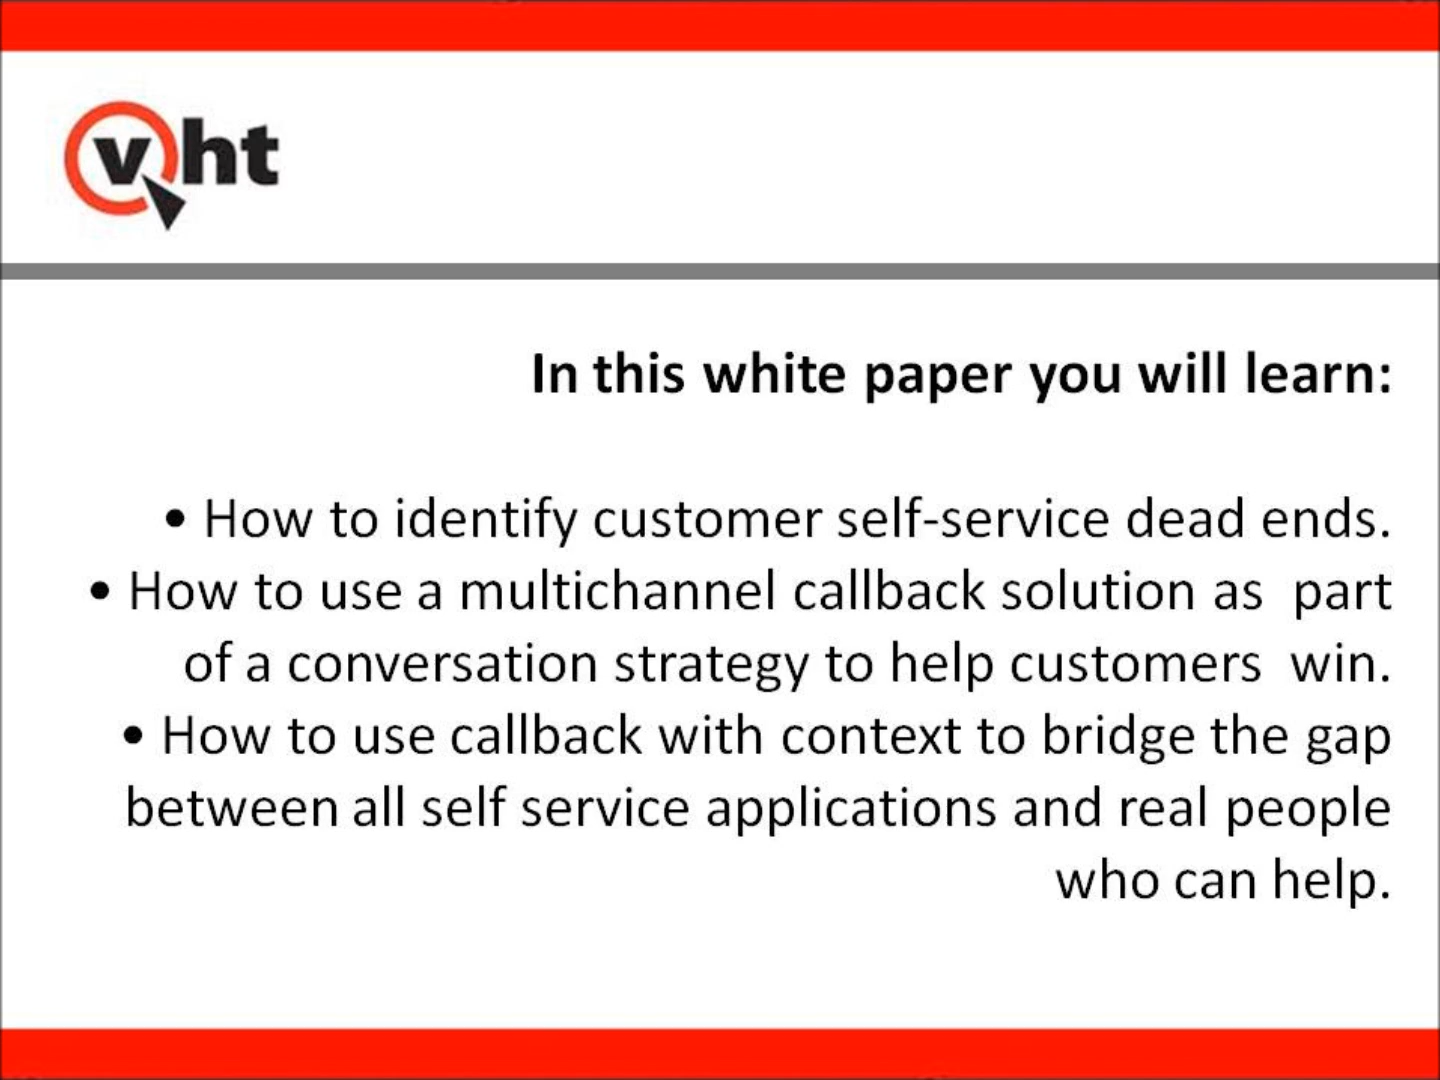 vht
In this white paper you will learn:
• How to identify customer self-service dead ends.
• How to use a multichannel callback solution as  part
of a conversation strategy to help customers  win.
• How to use callback with context to bridge the gap
between all self service applications and real people
who can help.